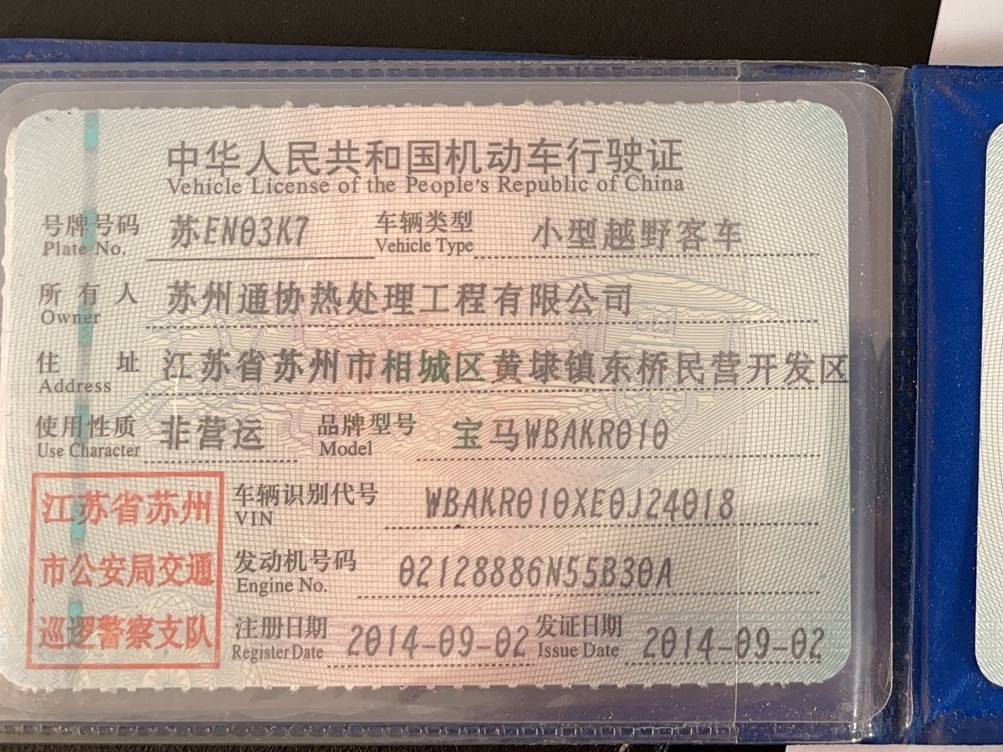 中华人民共和国机动车行驶证
Vehicle License of the People's Republic of China
号牌号码 苏EN03K7 车辆类型 小型越野客车
Plate No. Vehicle Type
所有人 苏州通协热处理工程有限公司
Owner
住址 江苏省苏州市相城区黄埭镇东桥民营开发区
Address
使用性质 非营运 品牌型号 宝马WBAKR010
Use Character Model
江苏省苏州
市公安局交通
巡逻警察支队
车辆识别代号 WBAKR010XE0J24018
VIN
发动机号码 02128886N55B30A
Engine No.
注册日期 2014-09-02 发证日期 2014-09-02
Register Date Issue Date